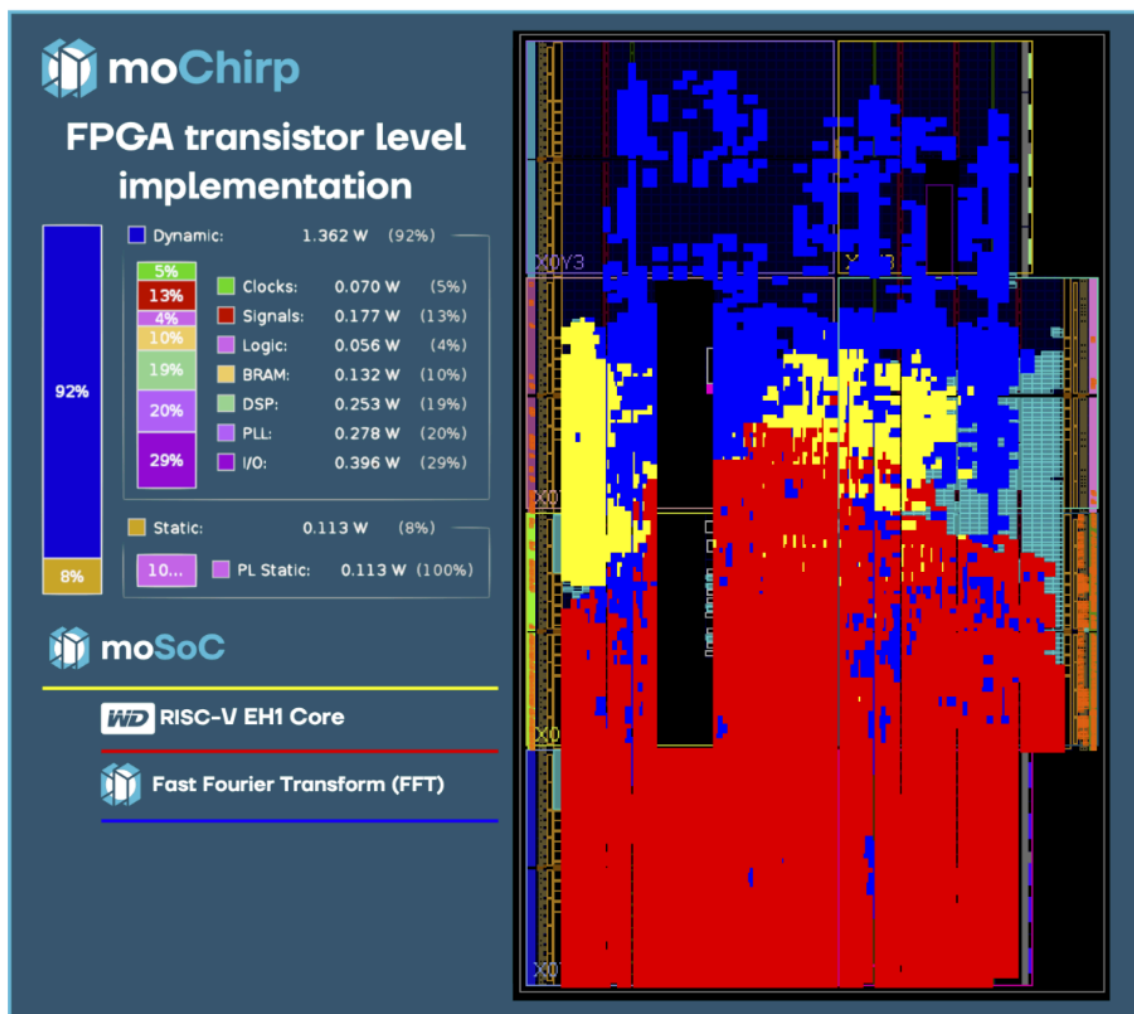 moChirp
FPGA transistor level
implementation
92%
8%
Dynamic: 1.362 W (92%)
5%
13%
4%
10%
19%
20%
29%
Clocks: 0.070 W (5%)
Signals: 0.177 W (13%)
Logic: 0.056 W (4%)
BRAM: 0.132 W (10%)
DSP: 0.253 W (19%)
PLL: 0.278 W (20%)
I/O: 0.396 W (29%)
Static: 0.113 W (8%)
10...
PL Static: 0.113 W (100%)
moSoC
WD RISC-V EH1 Core
Fast Fourier Transform (FFT)
X0Y3